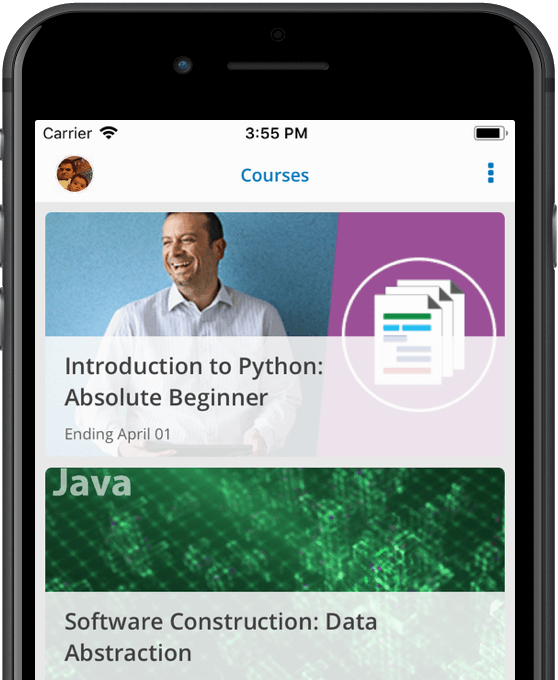 Carrier 3:55 PM
Courses
Introduction to Python:
Absolute Beginner
Ending April 01
Java
Software Construction: Data
Abstraction